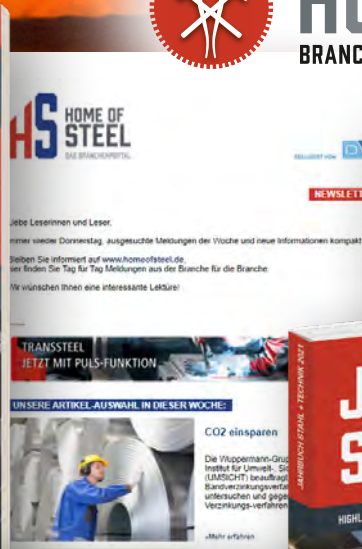 BRANC
HS HOME OF
STEEL
DAS BRANCHENPORTAL
NEWSLETT
Liebe Leserinnen und Leser,
immer wieder Donnerstag, ausgesuchte Meldungen der Woche und neue Informationen kompakt
Bleiben Sie informiert auf www.homeofsteel.de,
hier finden Sie Tag für Tag Meldungen aus der Branche für die Branche.
Wir wünschen Ihnen eine interessante Lektüre!
TRANSSTEEL
JETZT MIT PULS-FUNKTION
UNSERE ARTIKEL-AUSWAHL IN DIESER WOCHE:
CO2 einsparen
Die Wuppermann-Grup
Institut für Umwelt-, Sic
(UMSICHT) beauftragt
Bandverzinkungsverfah
untersuchen und gege
Verzinkungs-verfahren
»Mehr erfahren
JAHRBUCH STAHL + TECHNIK 2021
J
S
HIGHL